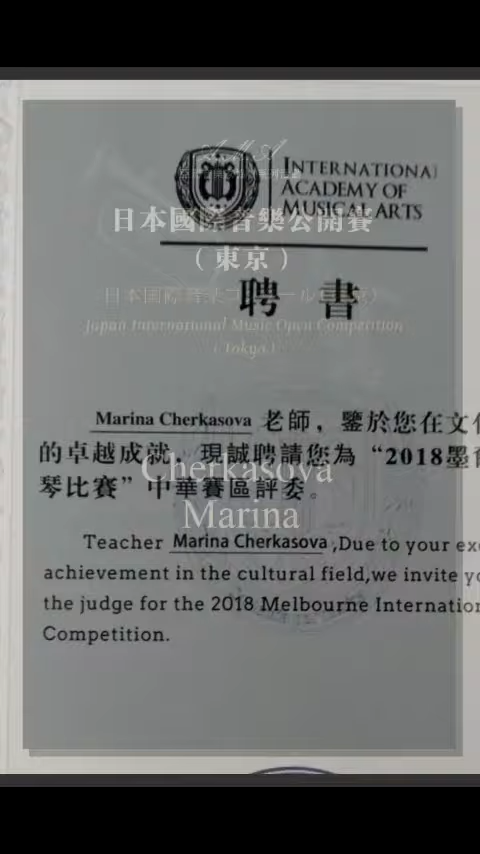 AMA
INTERNATIONAL
ACADEMY OF
MUSICAL ARTS
日本國際音樂公開賽
（東京）
聘書
Japan International Music Open Competition
(Tokyo)
Marina Cherkasova 老師，鑒於您在文化
的卓越成就，現誠聘請您為“2018墨
琴比賽”中華賽區評委。
Cherkasova
Marina
Teacher Marina Cherkasova ,Due to your
achievement in the cultural field,we invite
the judge for the 2018 Melbourne
Competition.